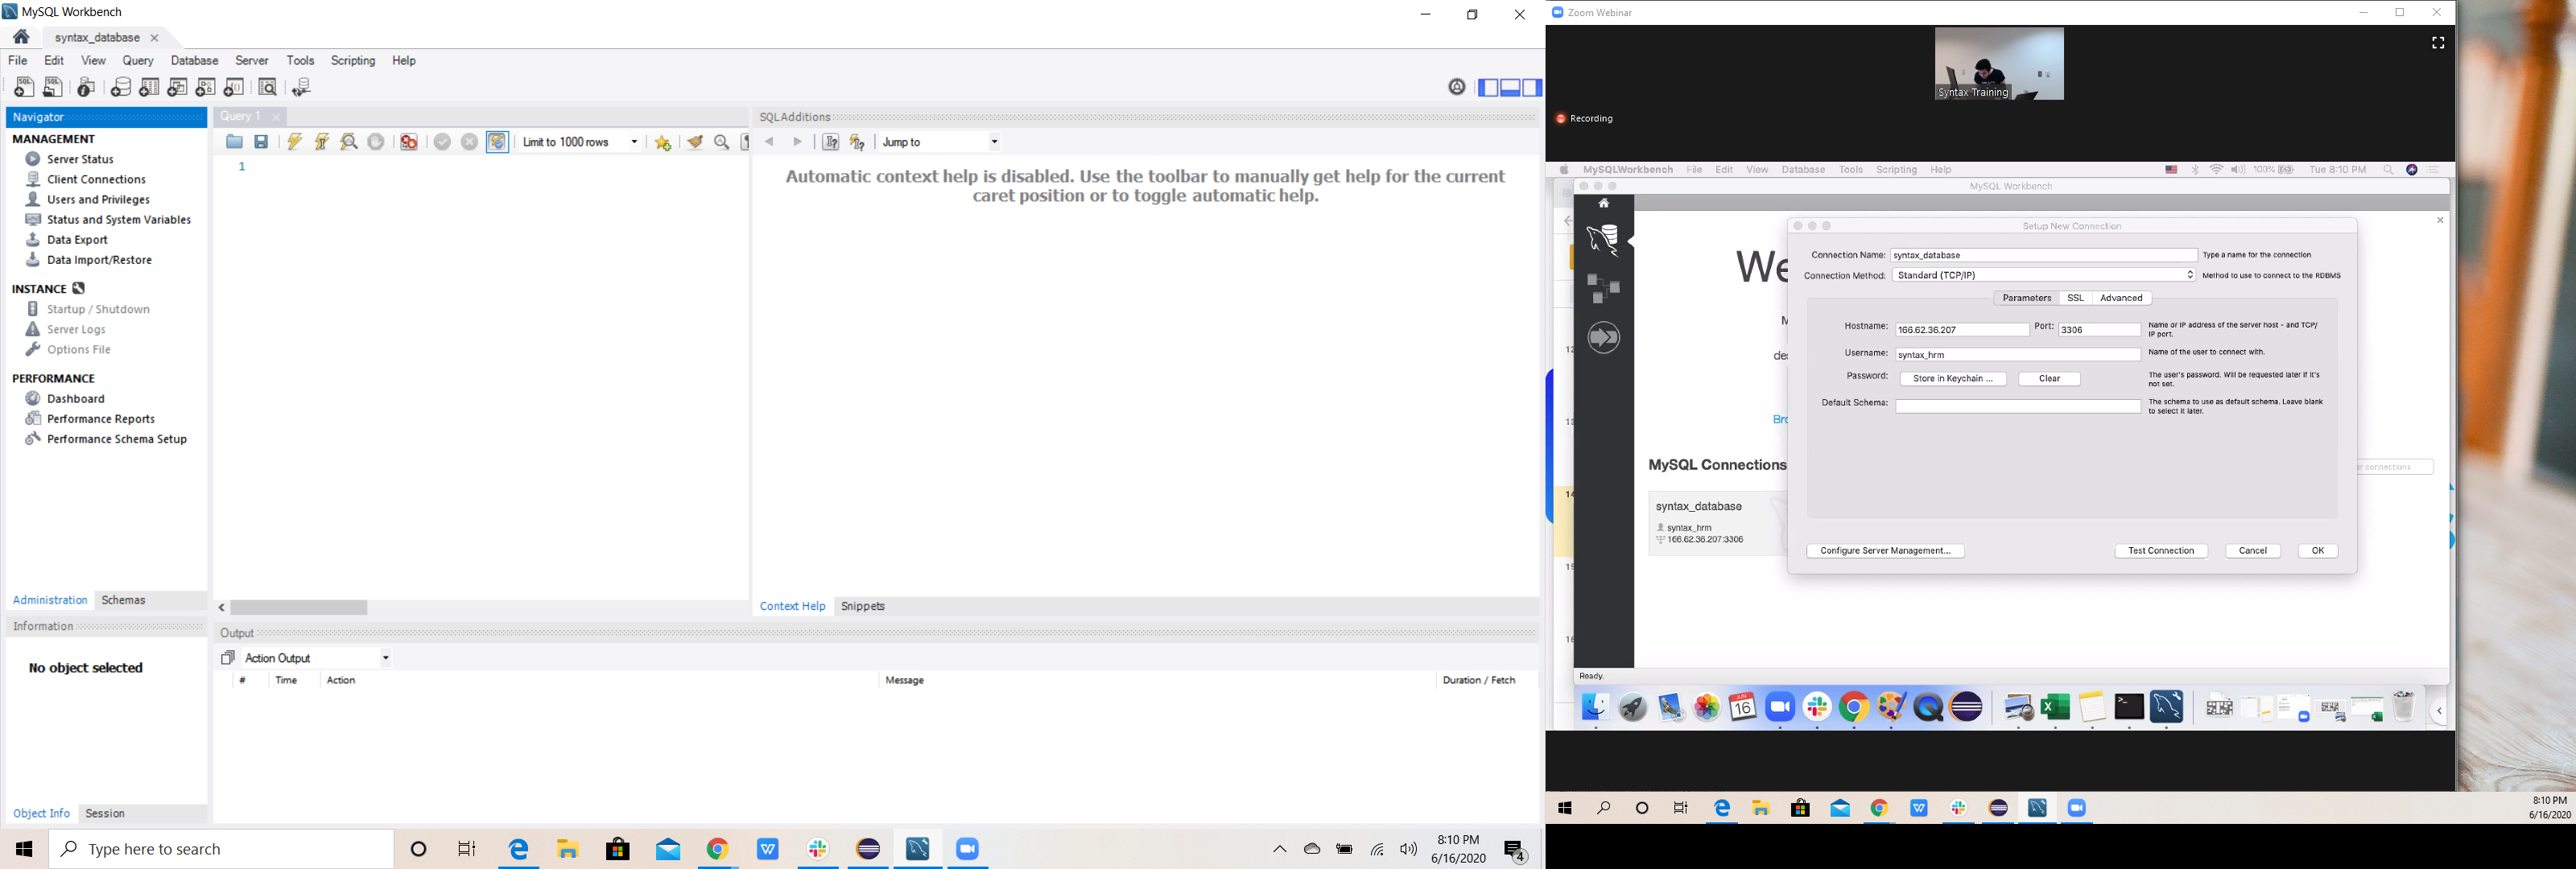 MySQL Workbench
syntax_database
File Edit View Query Database Server Tools Scripting Help
Navigator
MANAGEMENT
Server Status
Client Connections
Users and Privileges
Status and System Variables
Data Export
Data Import/Restore
INSTANCE
Startup / Shutdown
Server Logs
Options File
PERFORMANCE
Dashboard
Performance Reports
Performance Schema Setup
Administration Schemas
Information
No object selected
Object Info Session
Query 1
Limit to 1000 rows
1
SQLAdditions
Jump to
Automatic context help is disabled. Use the toolbar to manually get help for the current
caret position or to toggle automatic help.
Context Help Snippets
Output
Action Output
# Time Action Message Duration / Fetch
Type here to search
8:10 PM
6/16/2020
4
Zoom Webinar
Syntax Training
Recording
MySQLWorkbench File Edit View Database Tools Scripting Help 100% Tue 8:10 PM
MySQL Workbench
We
Setup New Connection
Connection Name: syntax_database Type a name for the connection
Connection Method: Standard (TCP/IP) Method to use to connect to the RDBMS
Parameters SSL Advanced
Hostname: 166.62.36.207 Port: 3306 Name or IP address of the server host - and TCP/
IP port.
Username: syntax_hrm Name of the user to connect with.
Password: Store in Keychain ... Clear The user's password. Will be requested later if it's
not set.
Default Schema: The schema to use as default schema. Leave blank
to select it later.
Configure Server Management... Test Connection Cancel OK
M
des
Bro
MySQL Connections
connections
syntax_database
syntax_hrm
166.62.36.207:3306
12
13
14
15
16
Ready.
JUN
16
8:10 PM
6/16/2020